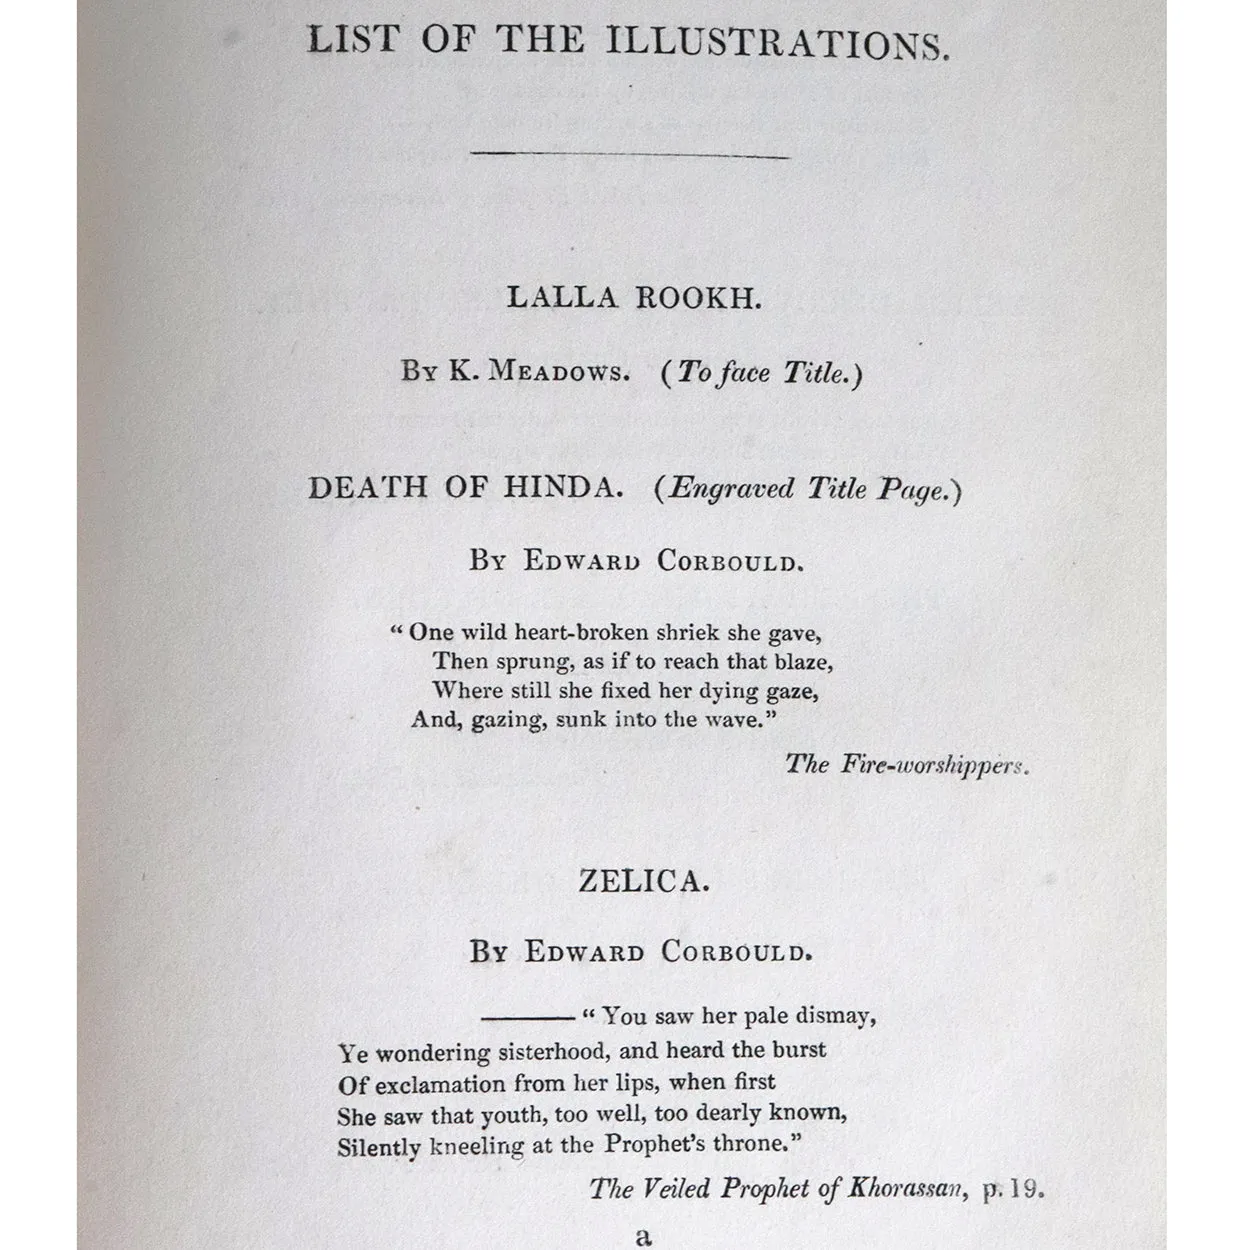 LIST OF THE ILLUSTRATIONS.
LALLA ROOKH.
By K. Meadows. (To face Title.)
DEATH OF HINDA. (Engraved Title Page.)
By Edward Corbould.
“ One wild heart-broken shriek she gave,
Then sprung, as if to reach that blaze,
Where still she fixed her dying gaze,
And, gazing, sunk into the wave.”
The Fire-worshippers.
ZELICA.
By Edward Corbould.
——— “ You saw her pale dismay,
Ye wondering sisterhood, and heard the burst
Of exclamation from her lips, when first
She saw that youth, too well, too dearly known,
Silently kneeling at the Prophet’s throne.”
The Veiled Prophet of Khorassan, p. 19.
a